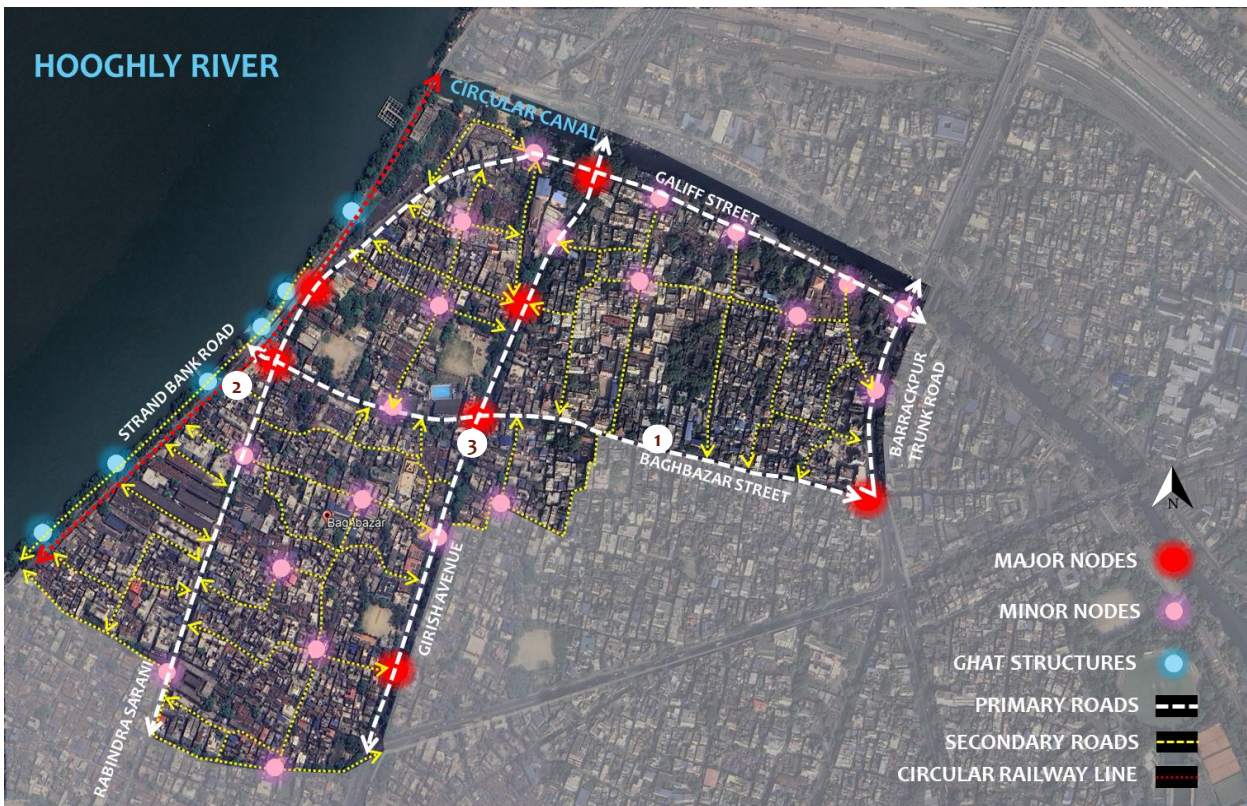 HOOGHLY RIVER
CIRCULAR CANAL
GALIFF STREET
STRAND BANK ROAD
2
3
1
BARRACKPUR
TRUNK ROAD
BAGHBAZAR STREET
Baghbazar
N
GIRISH AVENUE
RABINDRA SARANI
MAJOR NODES
MINOR NODES
GHAT STRUCTURES
PRIMARY ROADS
SECONDARY ROADS
CIRCULAR RAILWAY LINE